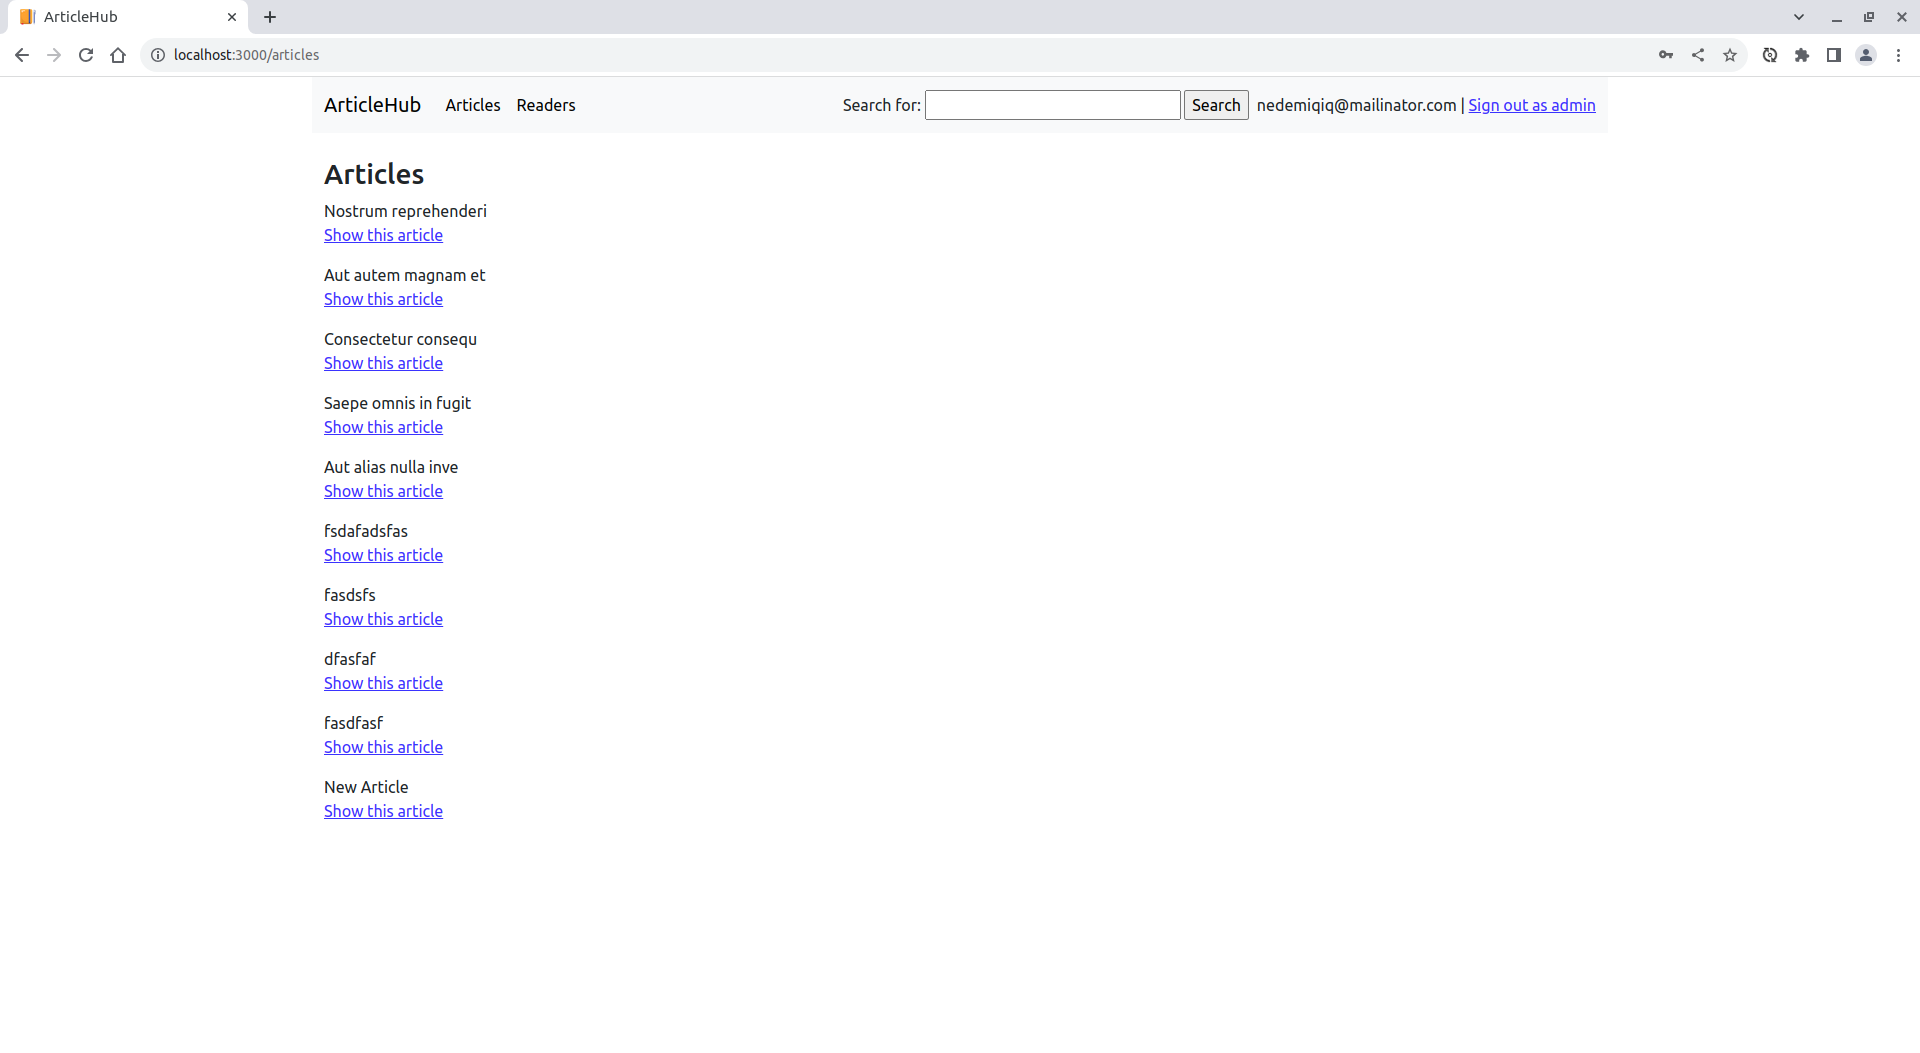 ArticleHub
localhost:3000/articles
ArticleHub Articles Readers Search for: Search nedemiqiq@mailinator.com | Sign out as admin
Articles
Nostrum reprehenderi
Show this article
Aut autem magnam et
Show this article
Consectetur consequ
Show this article
Saepe omnis in fugit
Show this article
Aut alias nulla inve
Show this article
fsdafadsfas
Show this article
fasdsfs
Show this article
dfasfaf
Show this article
fasdfasf
Show this article
New Article
Show this article